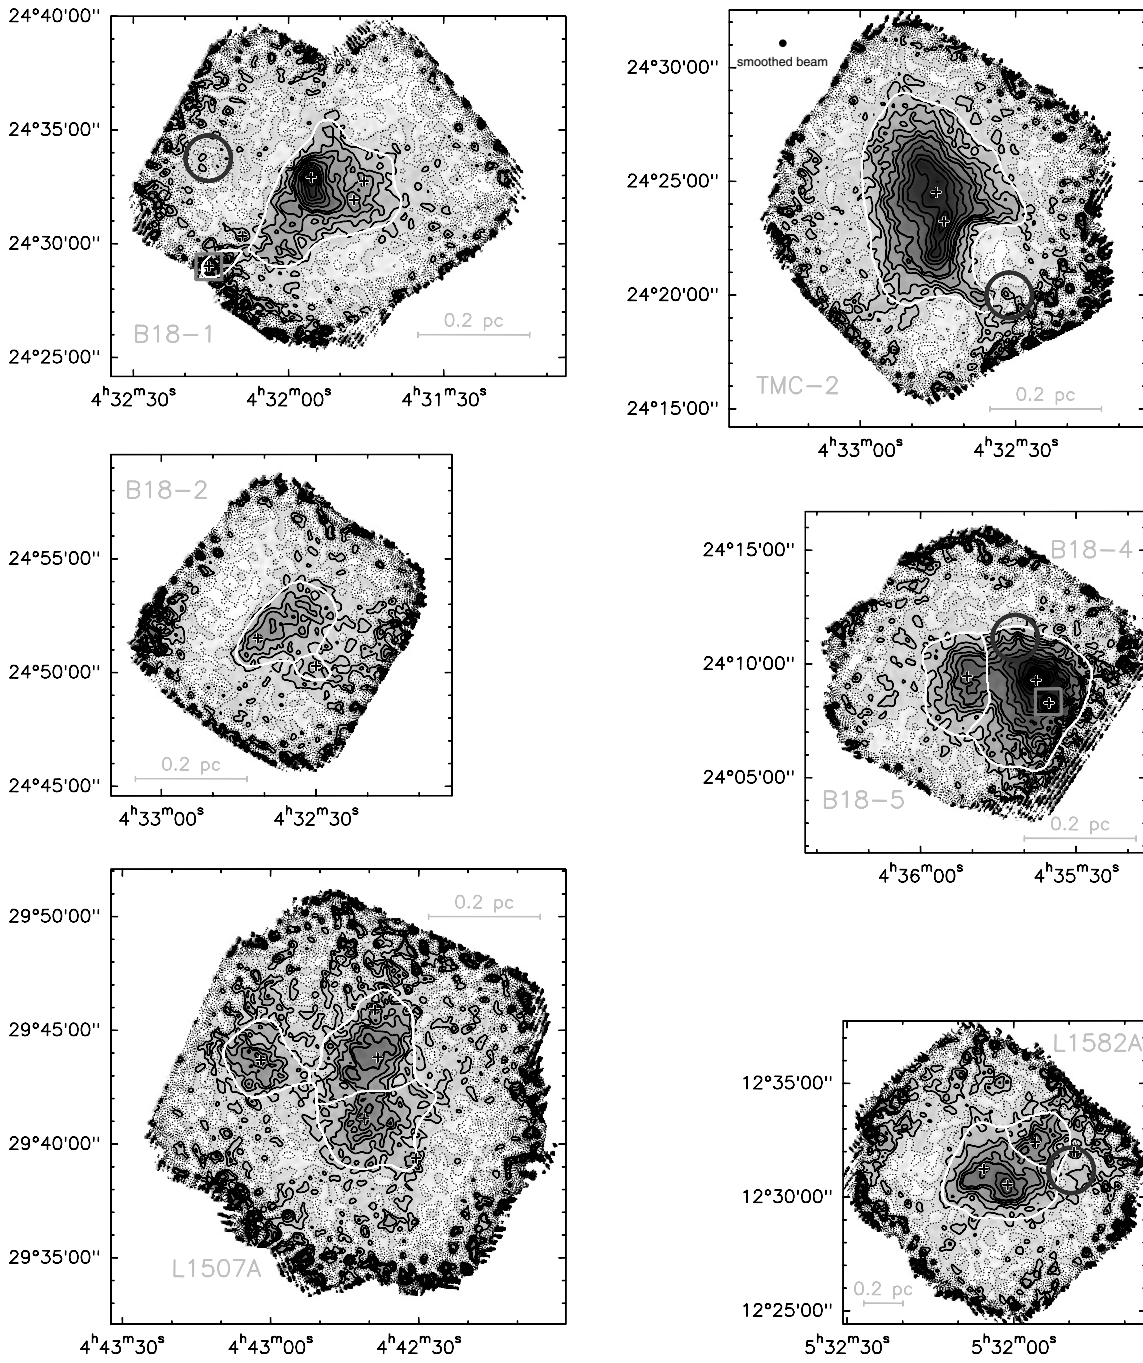 24°40'00''
24°35'00''
24°30'00''
24°25'00''
B18-1
0.2 pc
4h32m30s 4h32m00s 4h31m30s
smoothed beam
24°30'00''
24°25'00''
24°20'00''
24°15'00''
TMC-2
0.2 pc
4h33m00s 4h32m30s
B18-2
24°55'00''
24°50'00''
24°45'00''
0.2 pc
4h33m00s 4h32m30s
B18-4
24°15'00''
24°10'00''
24°05'00''
B18-5
0.2 pc
4h36m00s 4h35m30s
29°50'00''
29°45'00''
29°40'00''
29°35'00''
0.2 pc
L1507A
4h43m30s 4h43m00s 4h42m30s
L1582A
12°35'00''
12°30'00''
12°25'00''
0.2 pc
5h32m30s 5h32m00s